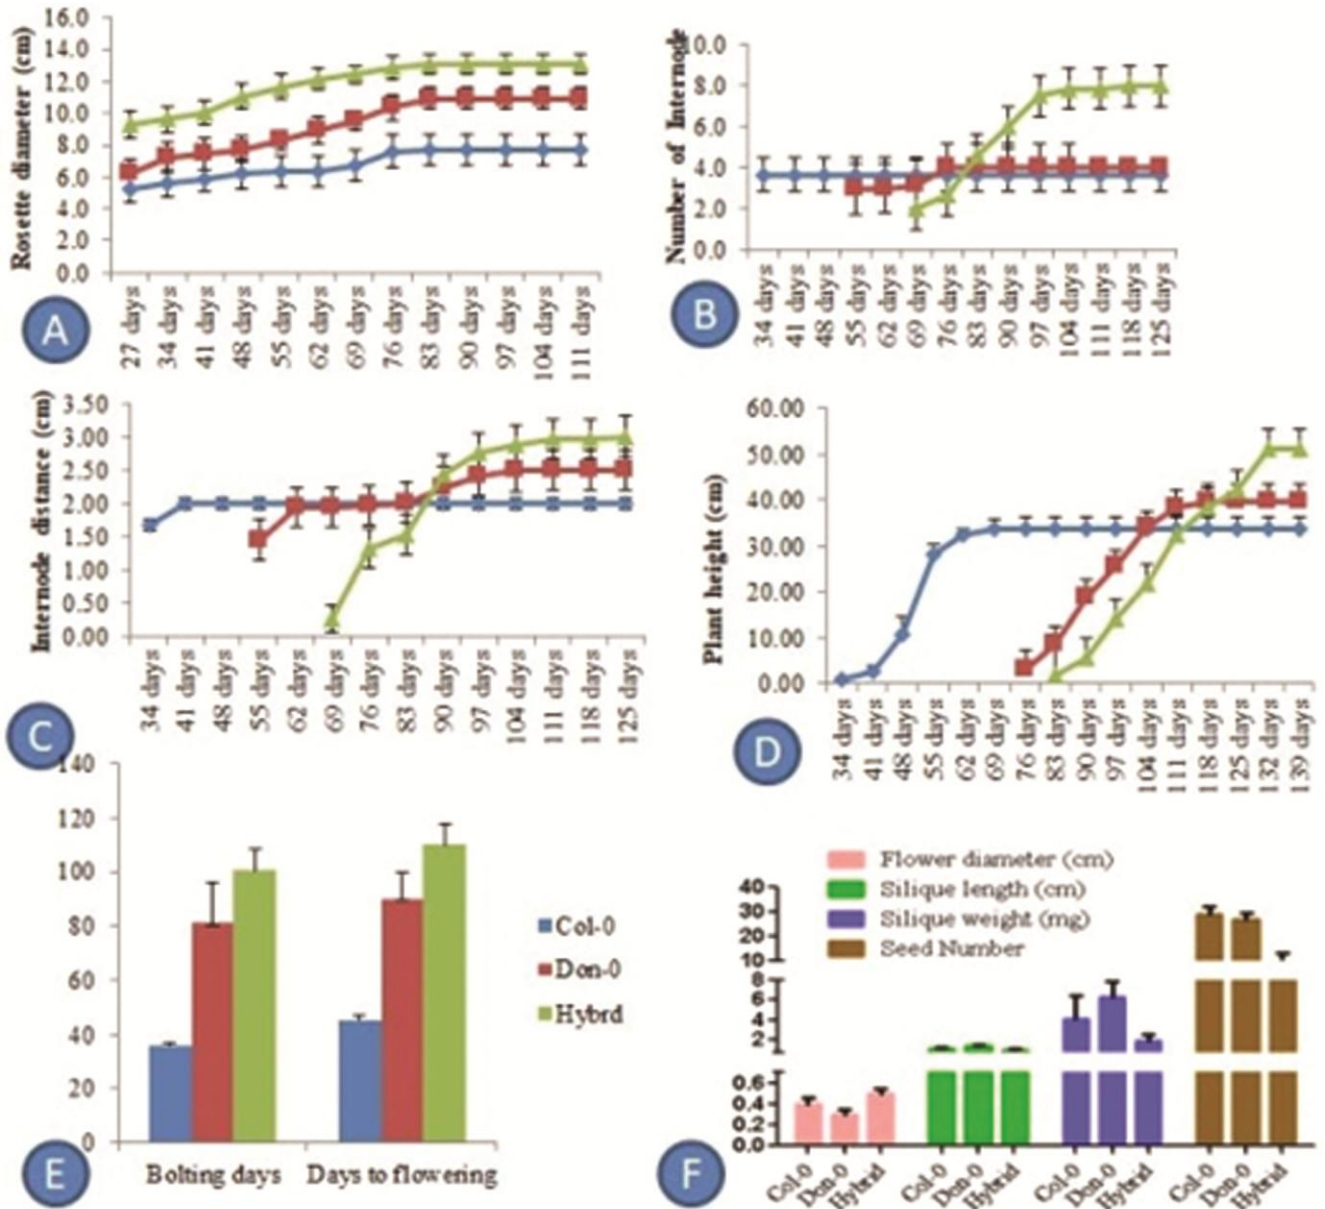 16.0
14.0
12.0
10.0
8.0
6.0
4.0
2.0
0.0
Rosette diameter (cm)
27 days
34 days
41 days
48 days
55 days
62 days
69 days
76 days
83 days
90 days
97 days
104 days
111 days
A
10.0
8.0
6.0
4.0
2.0
0.0
Number of Internode
34 days
41 days
48 days
55 days
62 days
69 days
76 days
83 days
90 days
97 days
104 days
111 days
118 days
125 days
B
3.50
3.00
2.50
2.00
1.50
1.00
0.50
0.00
Internode distance (cm)
34 days
41 days
48 days
55 days
62 days
69 days
76 days
83 days
90 days
97 days
104 days
111 days
118 days
125 days
C
60.00
50.00
40.00
30.00
20.00
10.00
0.00
Plant height (cm)
34 days
41 days
48 days
55 days
62 days
69 days
76 days
83 days
90 days
97 days
104 days
111 days
118 days
125 days
132 days
139 days
D
140
120
100
80
60
40
20
0
Bolting days
Days to flowering
Col-0
Don-0
Hybrd
E
Flower diameter (cm)
Silique length (cm)
Silique weight (mg)
Seed Number
40
30
20
10
8
6
4
2
0.6
0.4
0.2
0.0
Col-0
Don-0
Hybrid
Col-0
Don-0
Hybrid
Col-0
Don-0
Hybrid
Col-0
Don-0
Hybrid
F